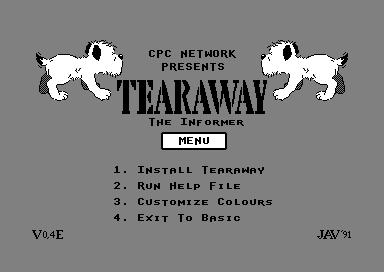 CPC NETWORK
PRESENTS
TEARAWAY
THE INFORMER
MENU
1. INSTALL TEARAWAY
2. RUN HELP FILE
3. CUSTOMIZE COLOURS
4. EXIT TO BASIC
V0,4E
JAV'91